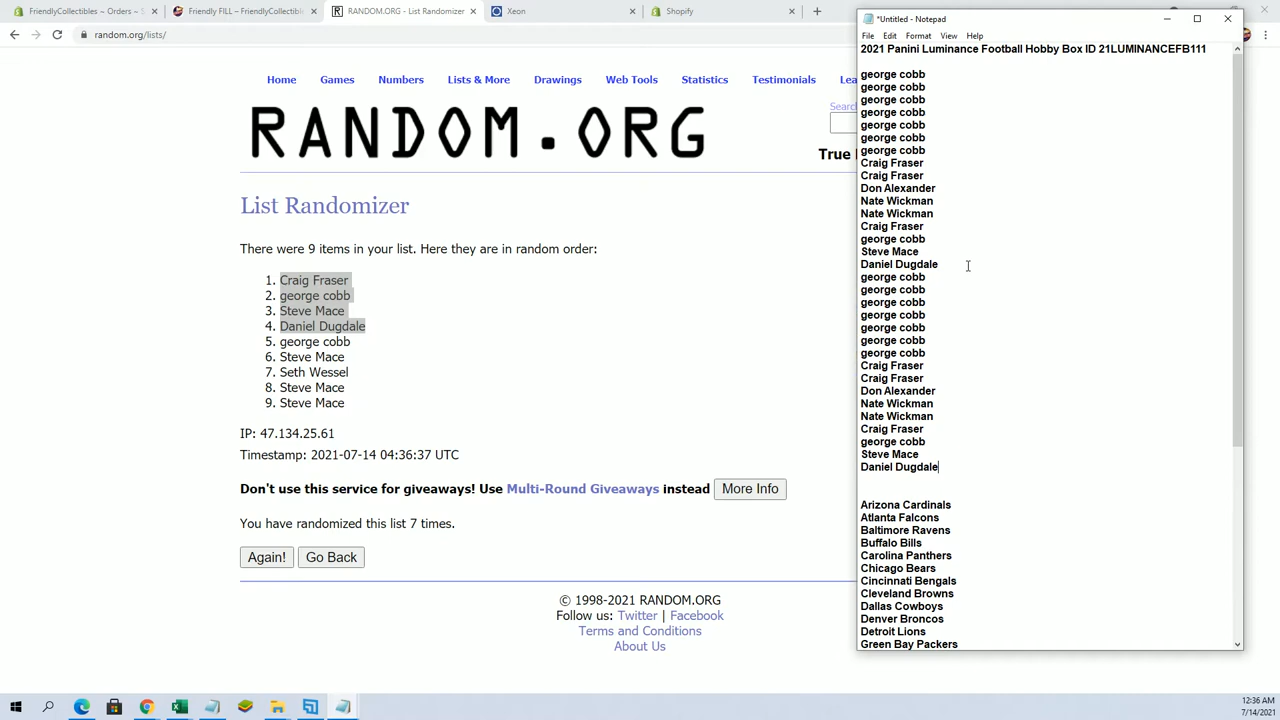 FriendlyCollectibles ~ Orders ~ S
Friendly FILL – FriendlyCollectible
RANDOM.ORG - List Randomizer
Xeon
Shopify
random.org/lists/
Home
Games
Numbers
Lists & More
Drawings
Web Tools
Statistics
Testimonials
Lea
RANDOM.ORG
Search
True
List Randomizer
There were 9 items in your list. Here they are in random order:
1. Craig Fraser
2. george cobb
3. Steve Mace
4. Daniel Dugdale
5. george cobb
6. Steve Mace
7. Seth Wessel
8. Steve Mace
9. Steve Mace
IP: 47.134.25.61
Timestamp: 2021-07-14 04:36:37 UTC
Don't use this service for giveaways! Use Multi-Round Giveaways instead More Info
You have randomized this list 7 times.
Again! Go Back
© 1998-2021 RANDOM.ORG
Follow us: Twitter | Facebook
Terms and Conditions
About Us
*Untitled - Notepad
File Edit Format View Help
2021 Panini Luminance Football Hobby Box ID 21LUMINANCEFB111
george cobb
george cobb
george cobb
george cobb
george cobb
george cobb
george cobb
Craig Fraser
Craig Fraser
Don Alexander
Nate Wickman
Nate Wickman
Craig Fraser
george cobb
Steve Mace
Daniel Dugdale
george cobb
george cobb
george cobb
george cobb
george cobb
george cobb
george cobb
Craig Fraser
Craig Fraser
Don Alexander
Nate Wickman
Nate Wickman
Craig Fraser
george cobb
Steve Mace
Daniel Dugdale
Arizona Cardinals
Atlanta Falcons
Baltimore Ravens
Buffalo Bills
Carolina Panthers
Chicago Bears
Cincinnati Bengals
Cleveland Browns
Dallas Cowboys
Denver Broncos
Detroit Lions
Green Bay Packers
12:36 AM
7/14/2021